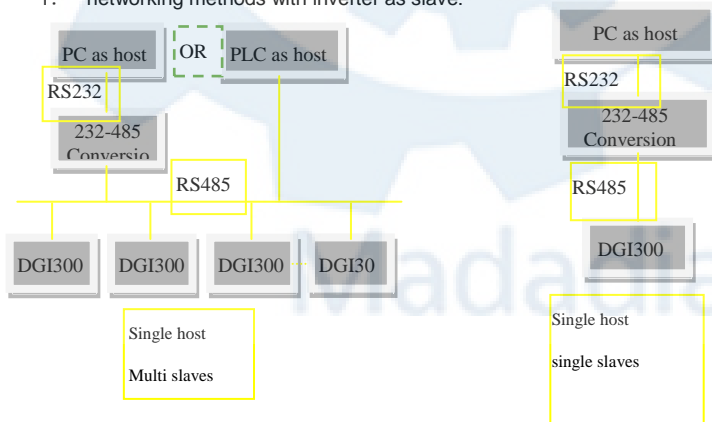 1. networking methods with inverter as slave.
PC as host
OR
PLC as host
RS232
232-485
Conversio
RS485
DGI300
DGI300
DGI300
DGI30
Single host
Multi slaves
PC as host
RS232
232-485
Conversion
RS485
DGI300
Single host
single slaves
Madadia